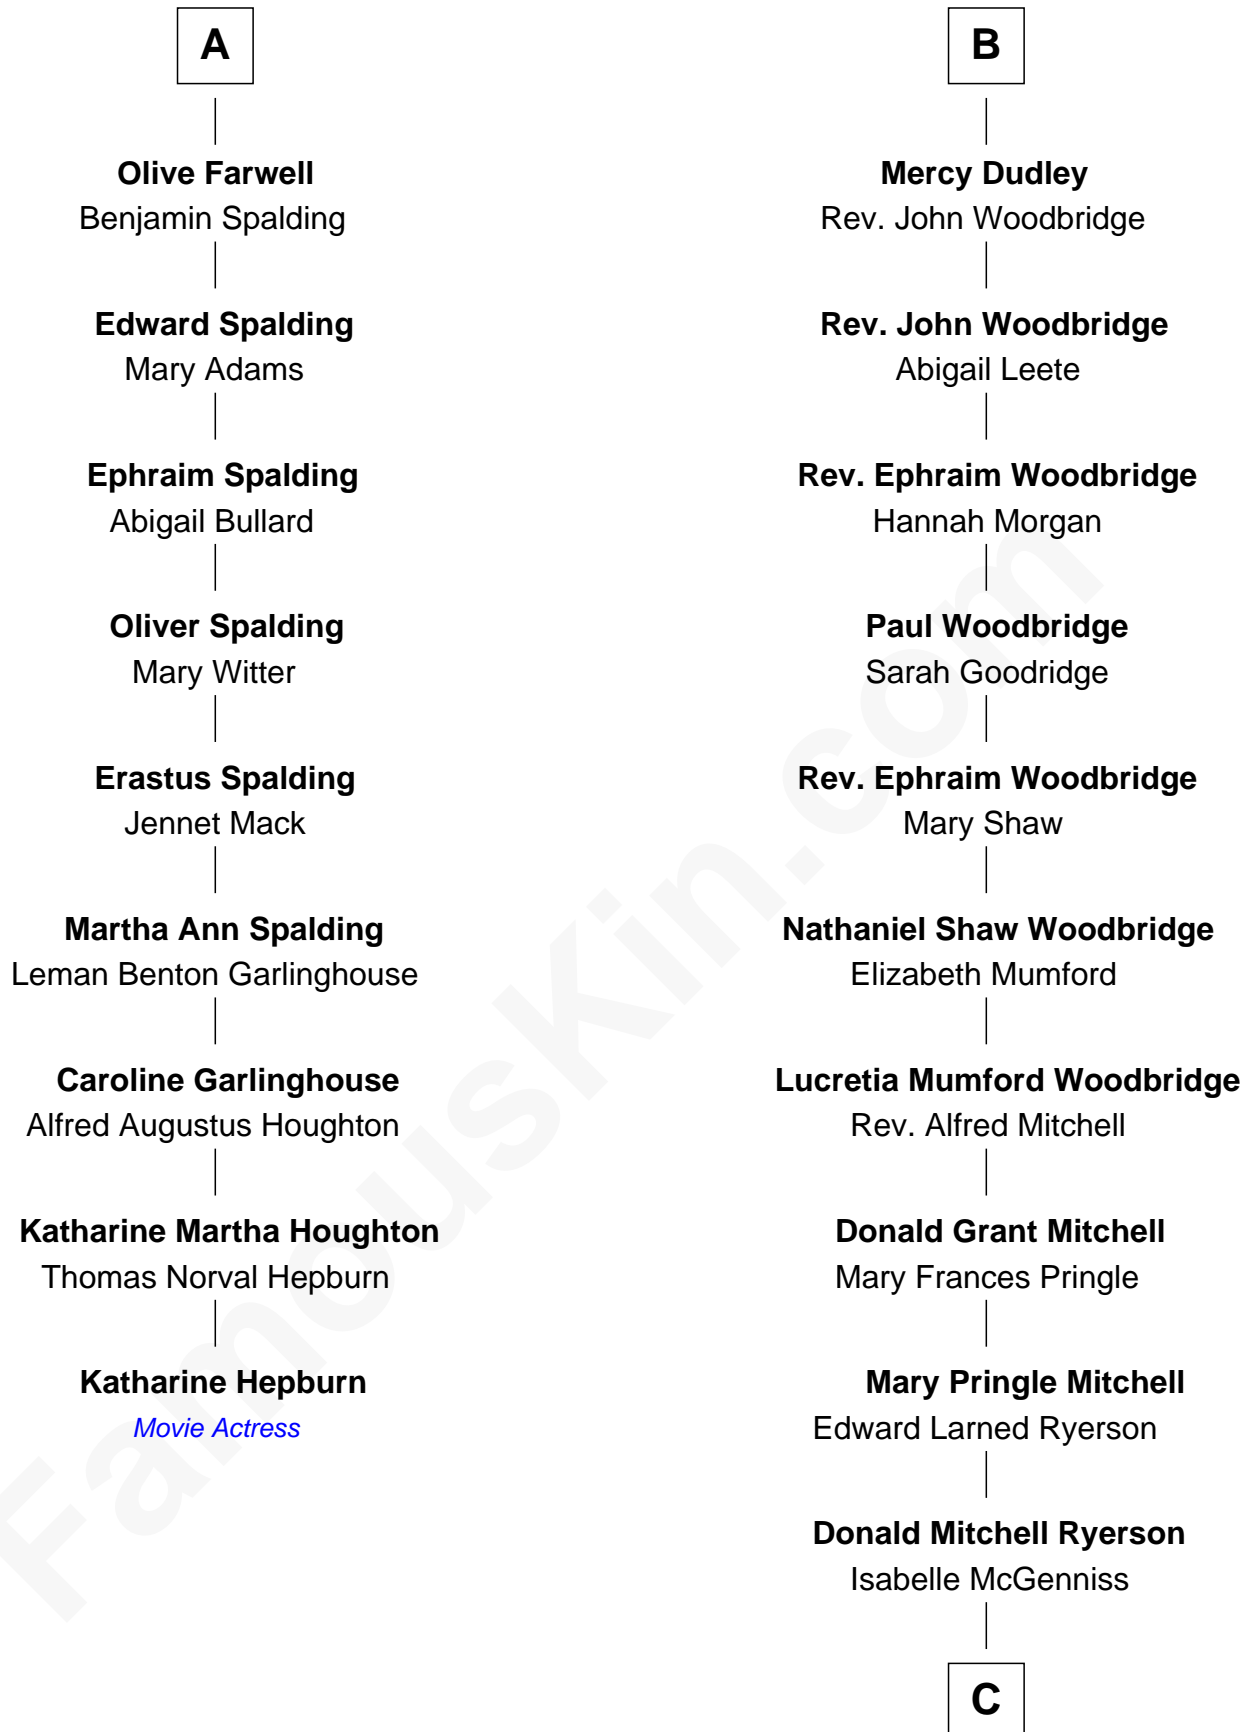 A
Olive Farwell
Benjamin Spalding
Edward Spalding
Mary Adams
Ephraim Spalding
Abigail Bullard
Oliver Spalding
Mary Witter
Erastus Spalding
Jennet Mack
Martha Ann Spalding
Leman Benton Garlinghouse
Caroline Garlinghouse
Alfred Augustus Houghton
Katharine Martha Houghton
Thomas Norval Hepburn
Katharine Hepburn
Movie Actress
B
Mercy Dudley
Rev. John Woodbridge
Rev. John Woodbridge
Abigail Leete
Rev. Ephraim Woodbridge
Hannah Morgan
Paul Woodbridge
Sarah Goodridge
Rev. Ephraim Woodbridge
Mary Shaw
Nathaniel Shaw Woodbridge
Elizabeth Mumford
Lucretia Mumford Woodbridge
Rev. Alfred Mitchell
Donald Grant Mitchell
Mary Frances Pringle
Mary Pringle Mitchell
Edward Larned Ryerson
Donald Mitchell Ryerson
Isabelle McGenniss
C
FamousKin.com